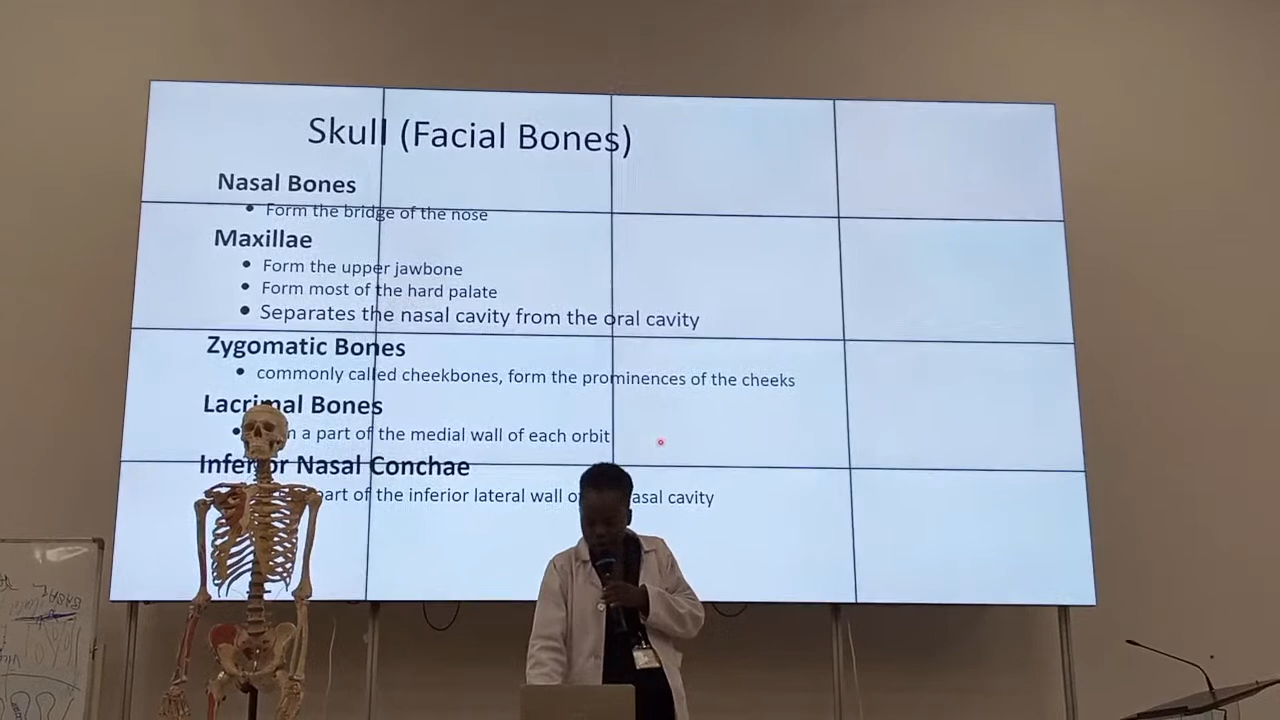 Skull (Facial Bones)
Nasal Bones
• Form the bridge of the nose
Maxillae
• Form the upper jawbone
• Form most of the hard palate
• Separates the nasal cavity from the oral cavity
Zygomatic Bones
• commonly called cheekbones, form the prominences of the cheeks
Lacrimal Bones
• a part of the medial wall of each orbit
Inferior Nasal Conchae
part of the inferior lateral wall nasal cavity